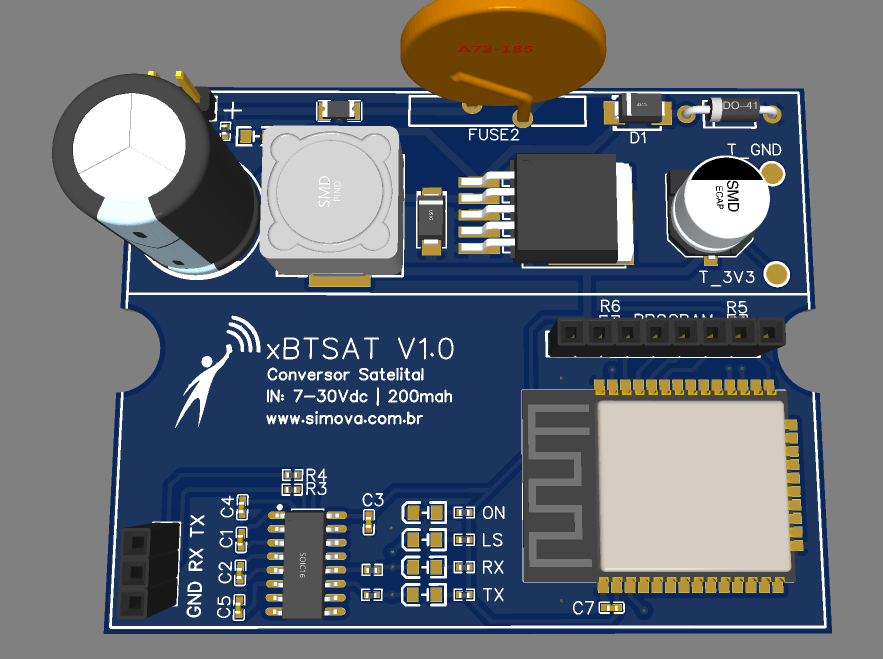 A72-185
+
FUSE2
D1
DO-41
T_GND
SMD
IND
SMD
ECAP
T_3V3
R6
PROGRAM
R5
xBTSAT V1.0
Conversor Satelital
IN: 7-30Vdc | 200mah
www.simova.com.br
R4
R3
C4
C3
C1
C2
C5
GND RX TX
SOIC16
ON
LS
RX
TX
C7